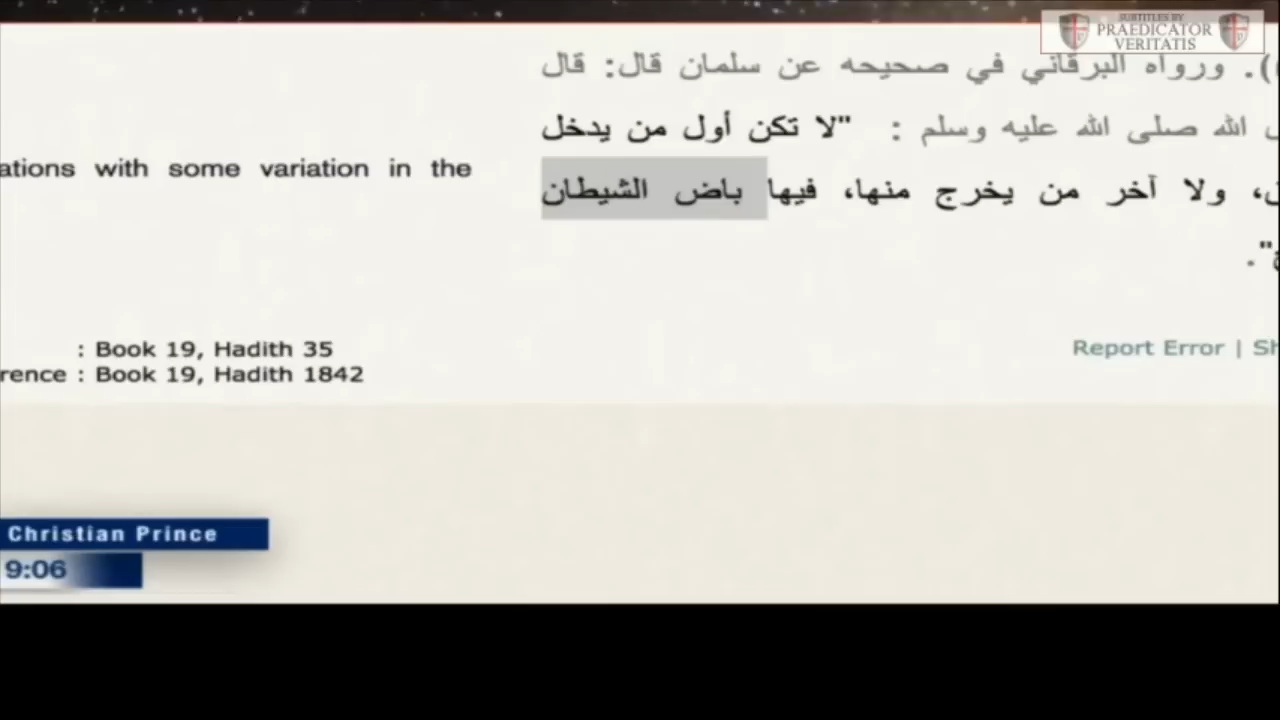 SUBTITLES BY
PRAEDICATOR
VERITATIS
). ورواه البرقاني في صحيحه عن سلمان قال: قال
الله صلى الله عليه وسلم : "لا تكن أول من يدخل
، ولا آخر من يخرج منها، فيها باض الشيطان
".
ations with some variation in the
: Book 19, Hadith 35
rence : Book 19, Hadith 1842
Report Error | Sh
Christian Prince
9:06